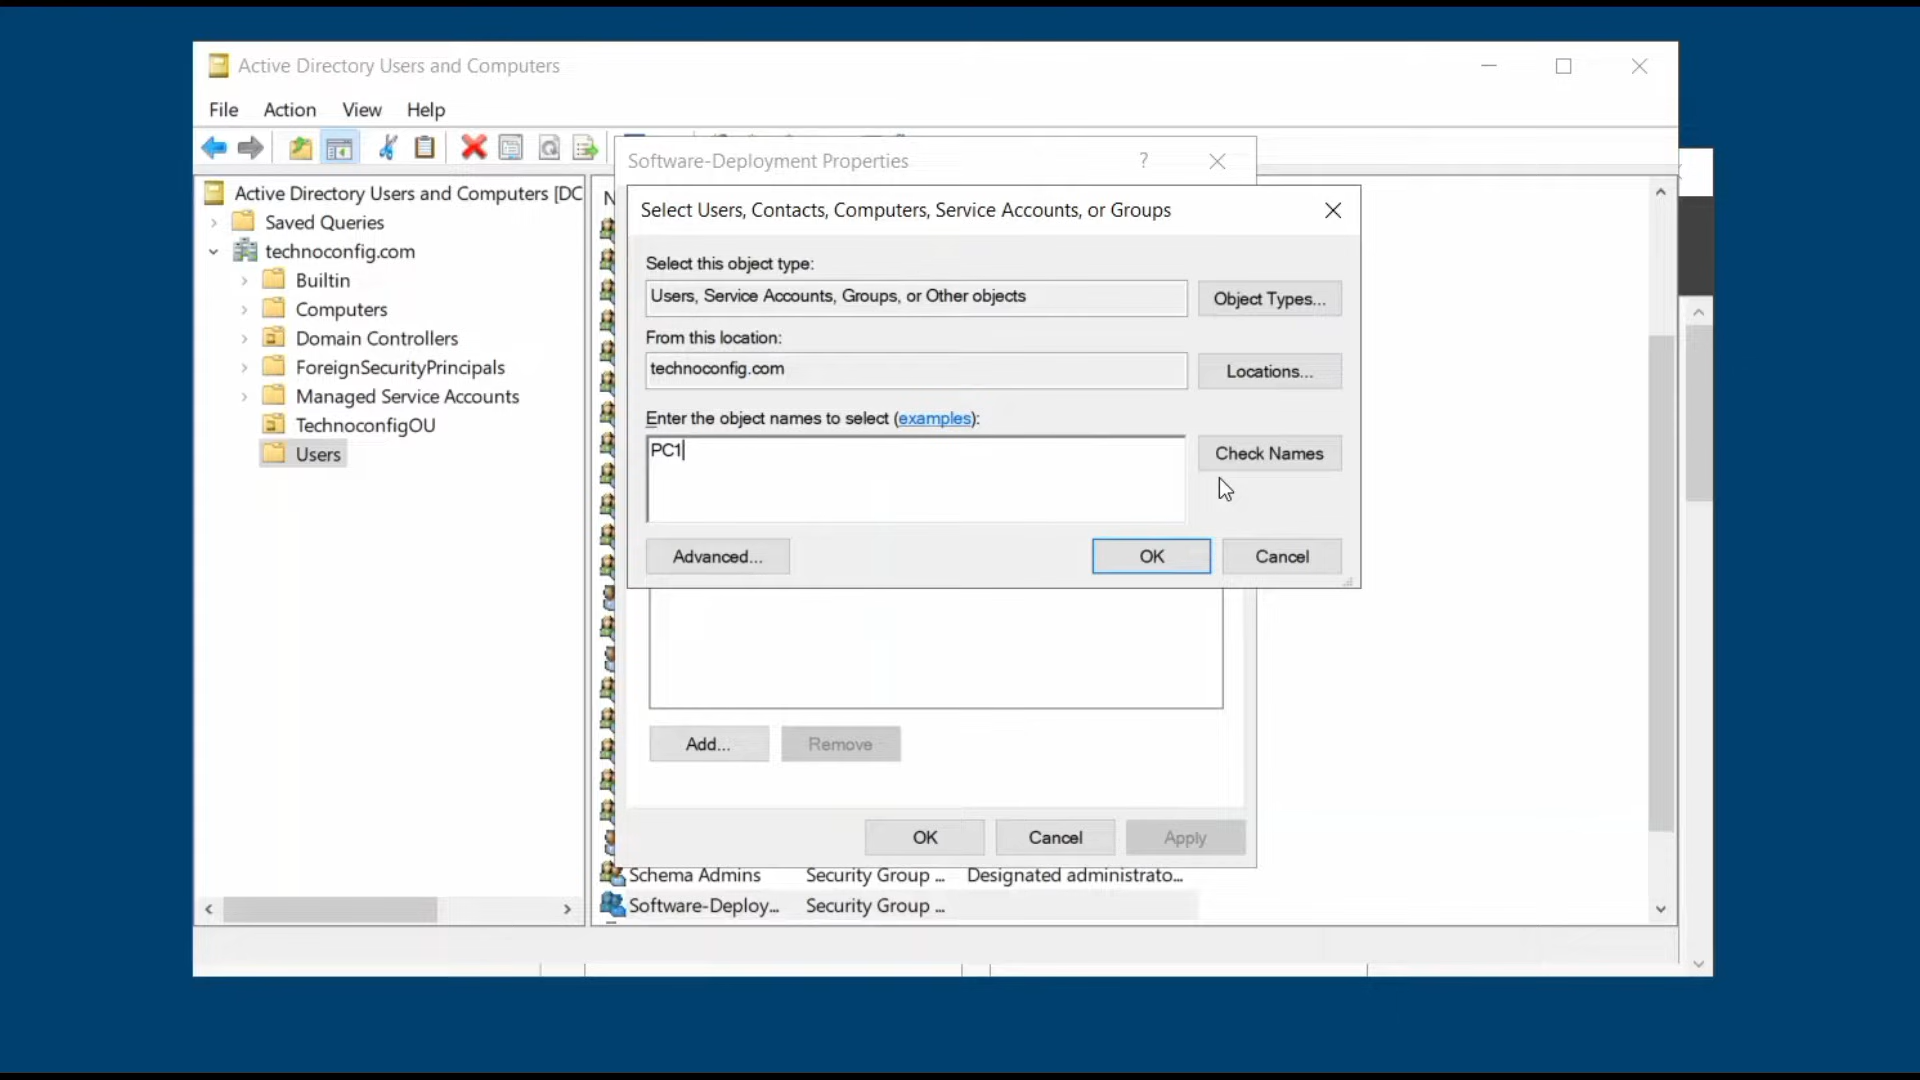 Active Directory Users and Computers
File Action View Help
Software-Deployment Properties ?
Active Directory Users and Computers [DC
Saved Queries
technoconfig.com
Builtin
Computers
Domain Controllers
ForeignSecurityPrincipals
Managed Service Accounts
TechnoconfigOU
Users
N
Select Users, Contacts, Computers, Service Accounts, or Groups
Select this object type:
Users, Service Accounts, Groups, or Other objects
Object Types...
From this location:
technoconfig.com
Locations...
Enter the object names to select (examples):
PC1
Check Names
Advanced...
OK
Cancel
Add...
Remove
OK
Cancel
Apply
Schema Admins Security Group ... Designated administrato...
Software-Deploy... Security Group ...